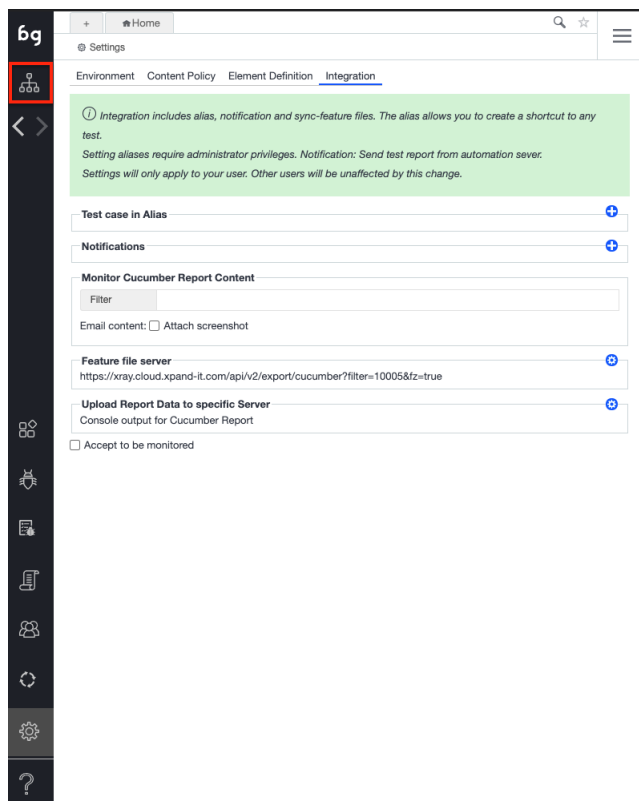 bg
+
Home
Settings
Environment Content Policy Element Definition Integration
Integration includes alias, notification and sync-feature files. The alias allows you to create a shortcut to any
test.
Setting aliases require administrator privileges. Notification: Send test report from automation sever.
Settings will only apply to your user. Other users will be unaffected by this change.
Test case in Alias
Notifications
Monitor Cucumber Report Content
Filter
Email content: Attach screenshot
Feature file server
https://xray.cloud.xpand-it.com/api/v2/export/cucumber?filter=10005&fz=true
Upload Report Data to specific Server
Console output for Cucumber Report
Accept to be monitored